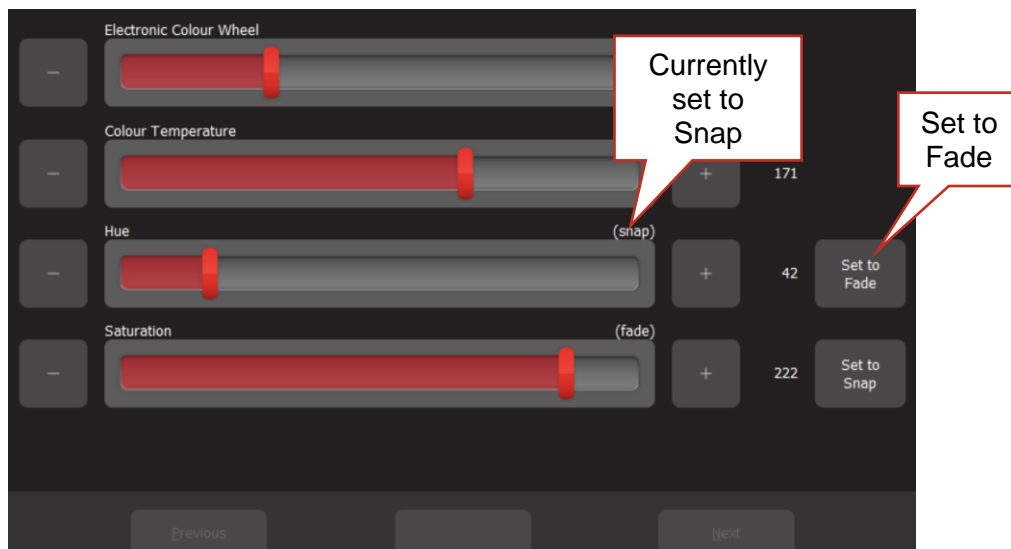 Electronic Colour Wheel
−
Currently
set to
Snap
Set to
Fade
Colour Temperature
−
+
171
Hue
(snap)
−
+
42
Set to
Fade
Saturation
(fade)
−
+
222
Set to
Snap
Previous
Next